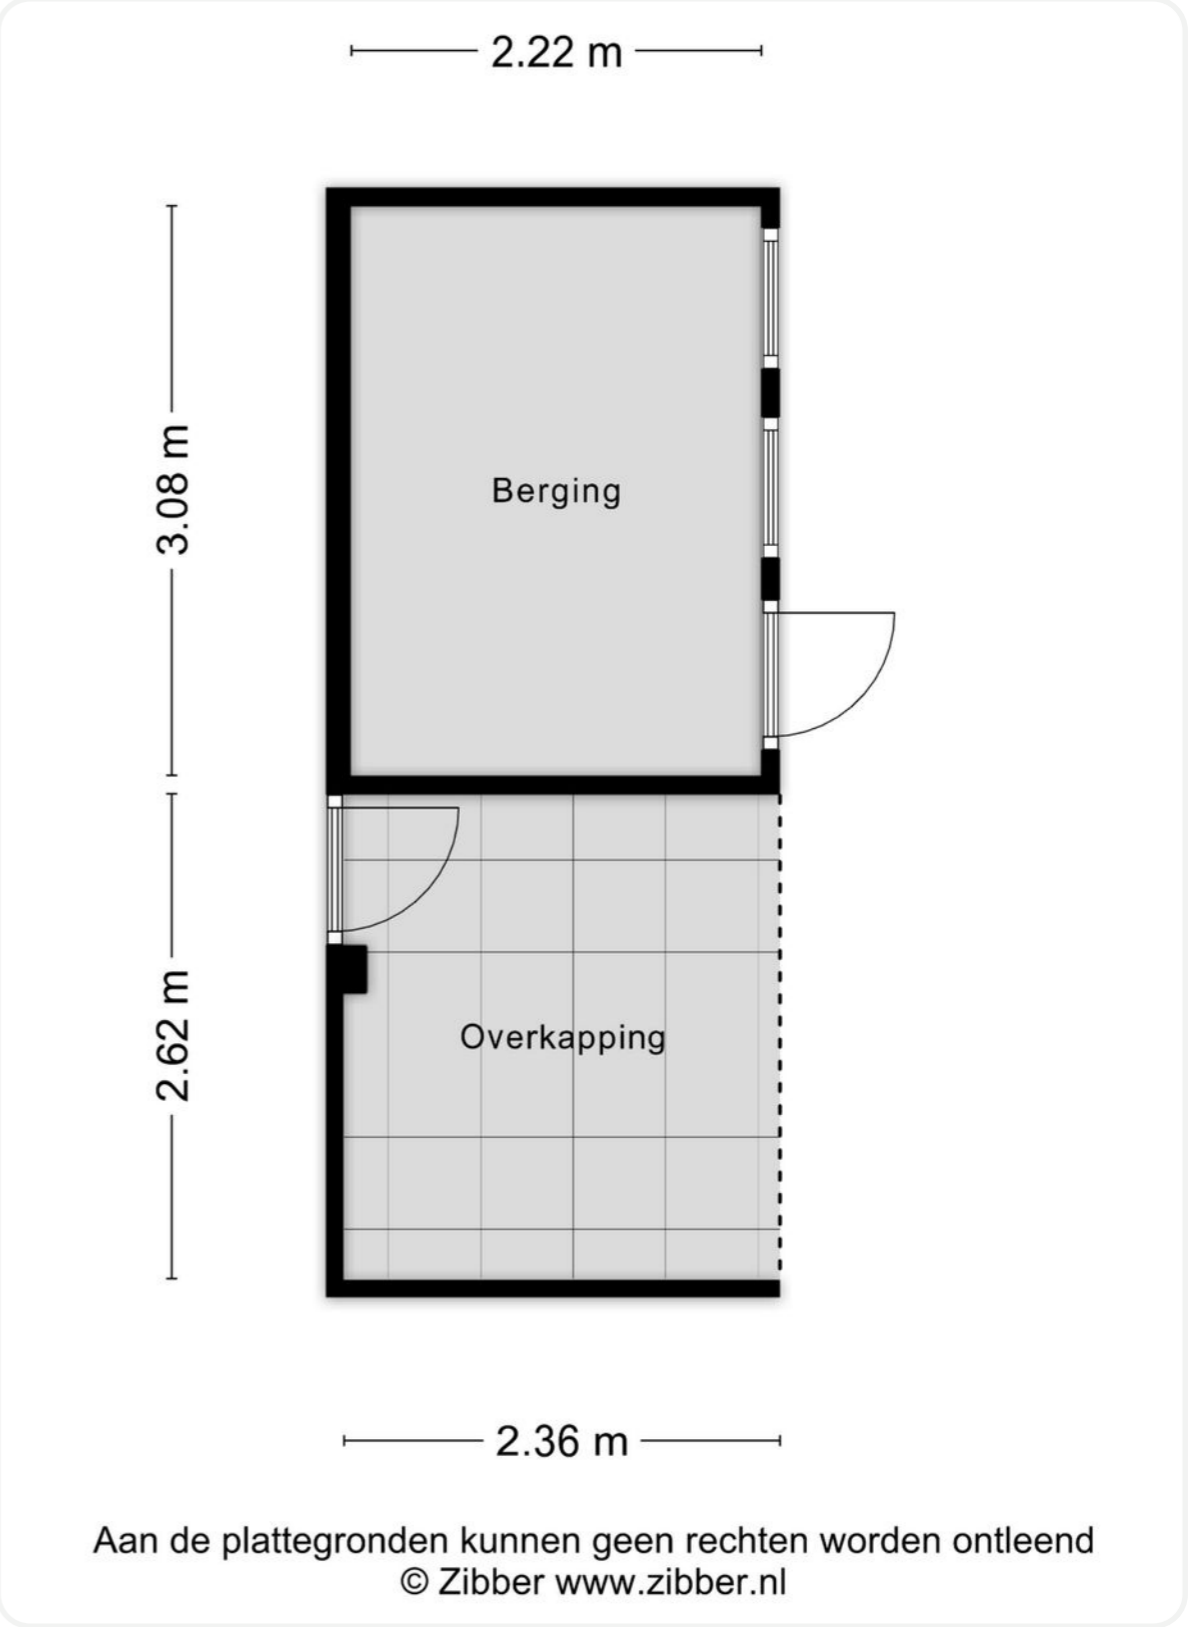 2.22 m
3.08 m
Berging
2.62 m
Overkapping
2.36 m
Aan de plattegronden kunnen geen rechten worden ontleend
© Zibber www.zibber.nl